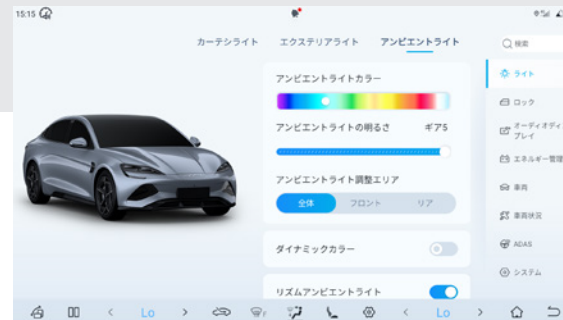 15:15
カーテシライト エクステリアライト アンビエントライト
検索
アンビエントライトカラー
アンビエントライトの明るさ ギア5
アンビエントライト調整エリア
全体 フロント リア
ダイナミックカラー
リズムアンビエントライト
ライト
ロック
オーディオディ
プレイ
エネルギー管理
車両
車両状況
ADAS
システム
Lo
Lo